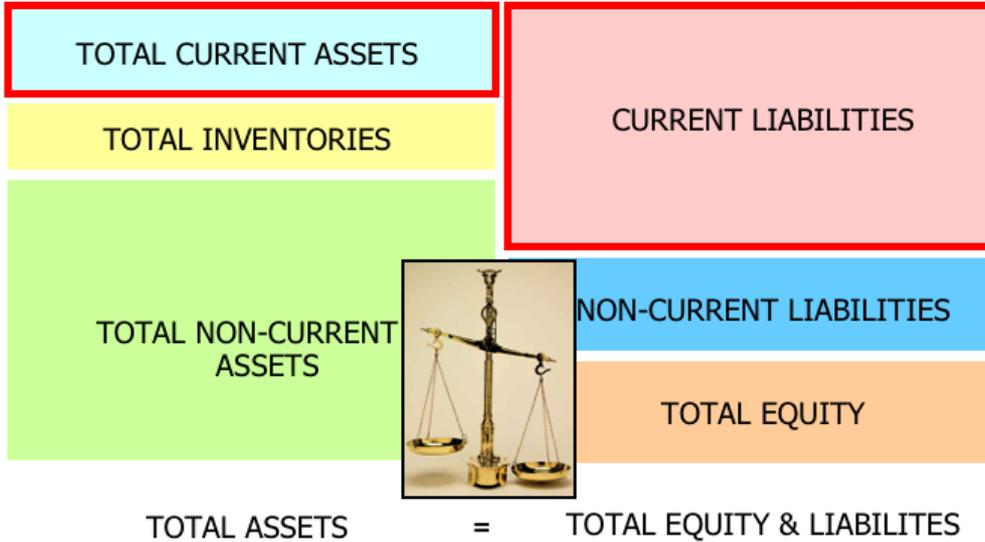 TOTAL CURRENT ASSETS
TOTAL INVENTORIES
TOTAL NON-CURRENT
ASSETS
CURRENT LIABILITIES
NON-CURRENT LIABILITIES
TOTAL EQUITY
TOTAL ASSETS = TOTAL EQUITY & LIABILITES